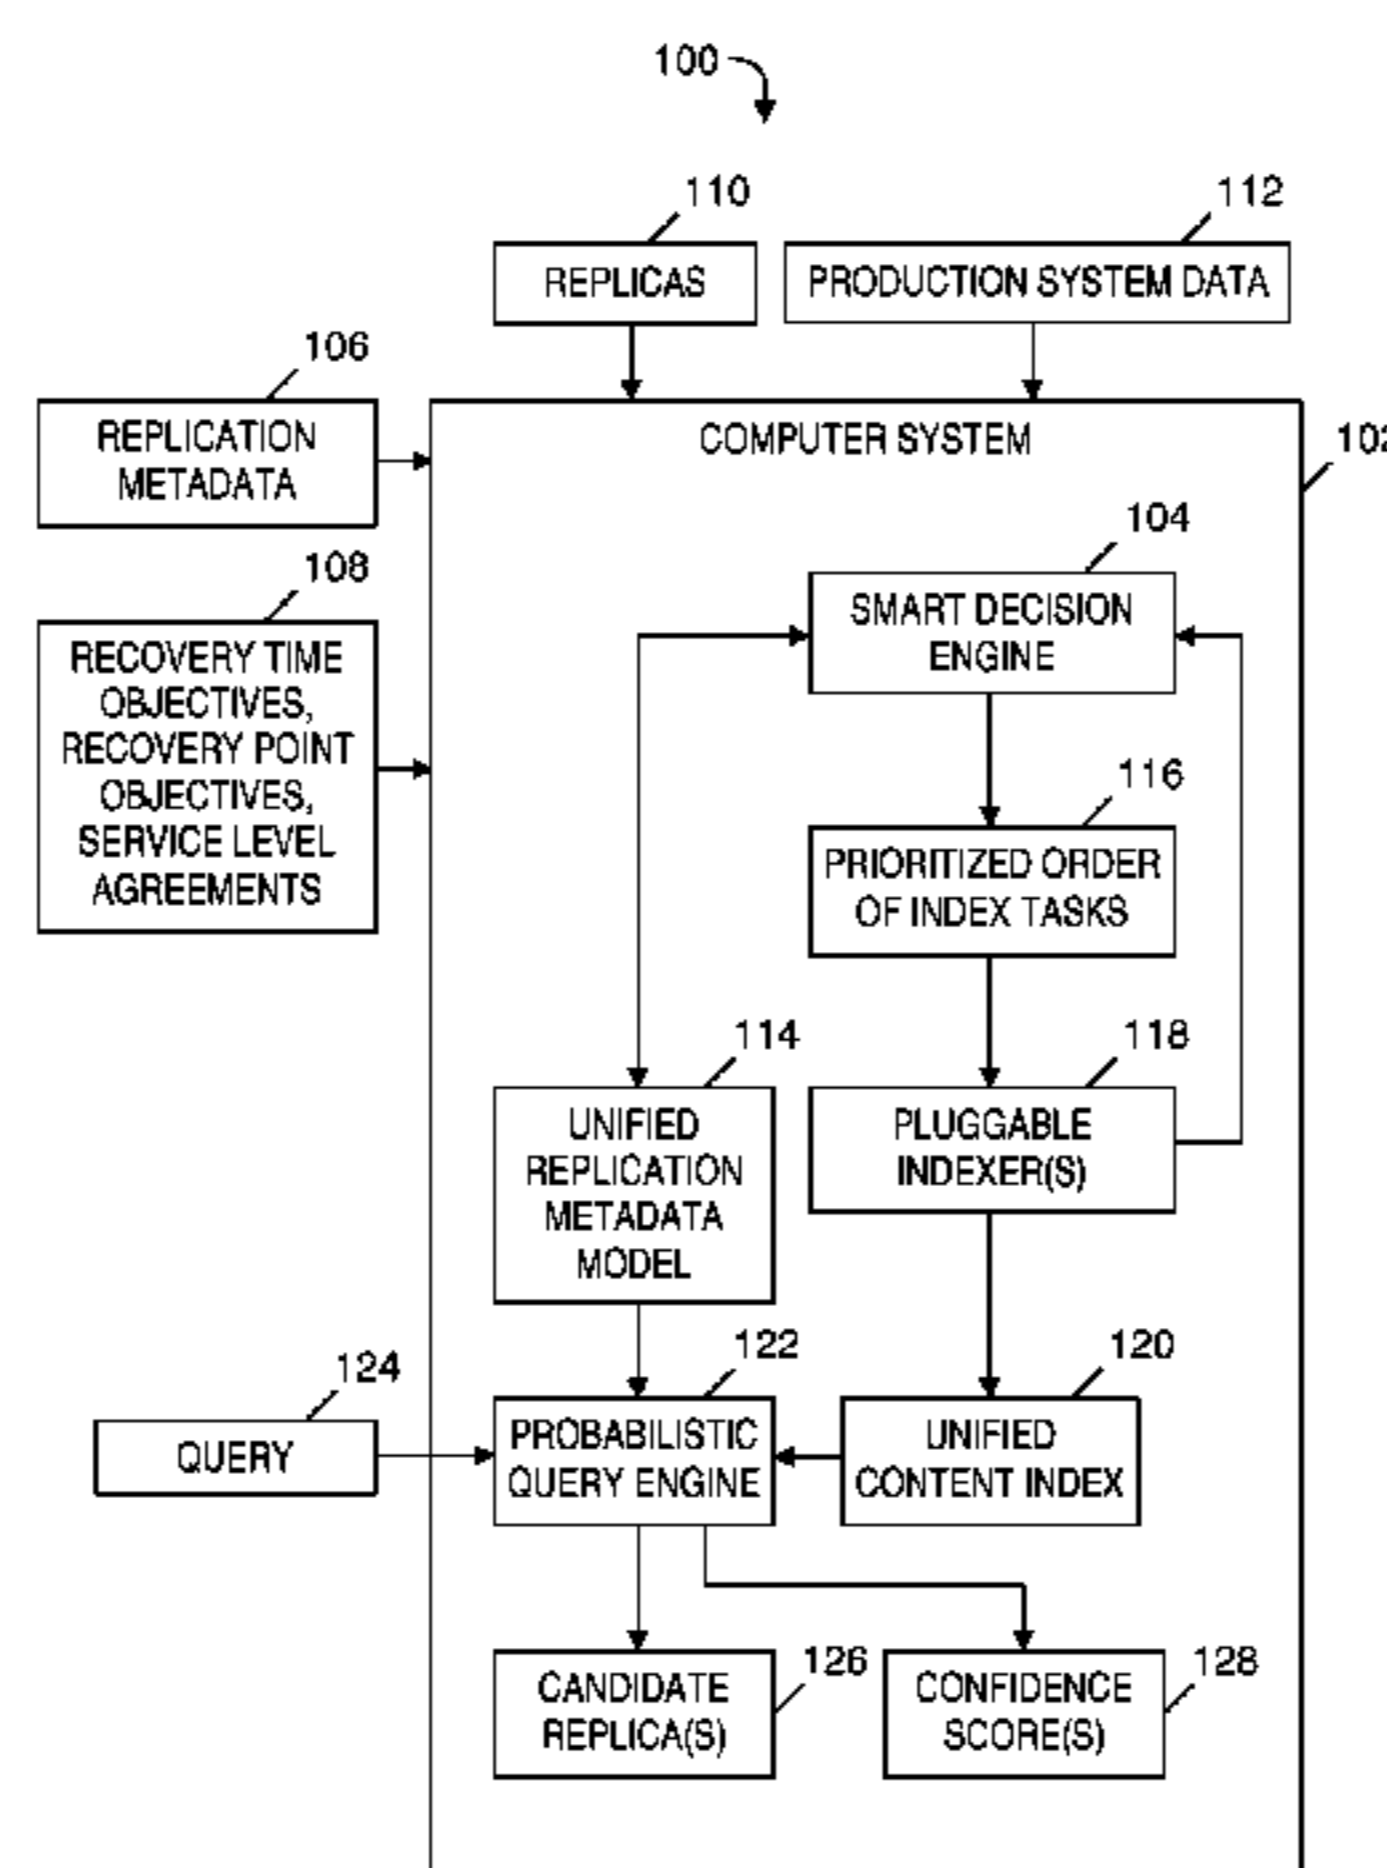 100
110
112
REPLICAS
PRODUCTION SYSTEM DATA
106
REPLICATION
METADATA
COMPUTER SYSTEM
102
104
108
SMART DECISION
ENGINE
RECOVERY TIME
OBJECTIVES,
RECOVERY POINT
OBJECTIVES,
SERVICE LEVEL
AGREEMENTS
116
PRIORITIZED ORDER
OF INDEX TASKS
114
118
UNIFIED
REPLICATION
METADATA
MODEL
PLUGGABLE
INDEXER(S)
122
120
124
QUERY
PROBABILISTIC
QUERY ENGINE
UNIFIED
CONTENT INDEX
126
128
CANDIDATE
REPLICA(S)
CONFIDENCE
SCORE(S)